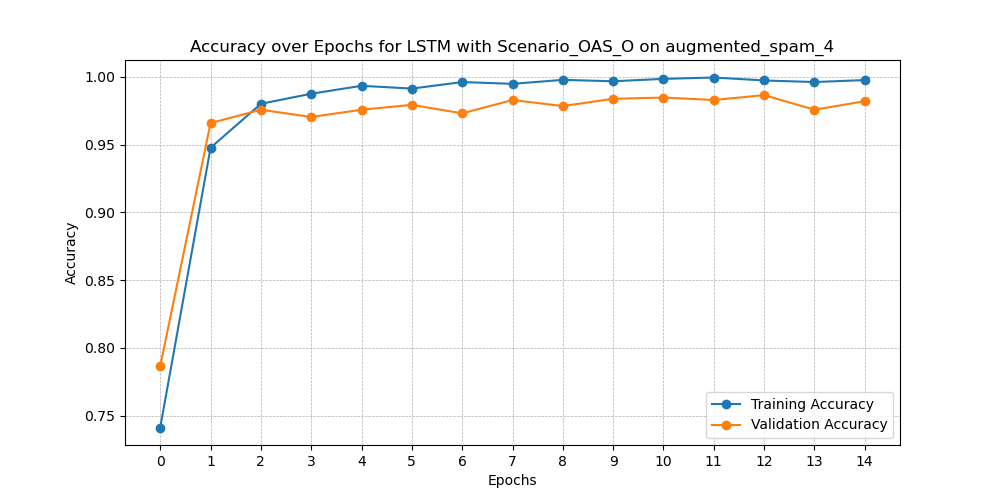 Accuracy over Epochs for LSTM with Scenario_OAS_O on augmented_spam_4
1.00
0.95
0.90
0.85
0.80
0.75
Accuracy
0 1 2 3 4 5 6 7 8 9 10 11 12 13 14
Epochs
Training Accuracy
Validation Accuracy